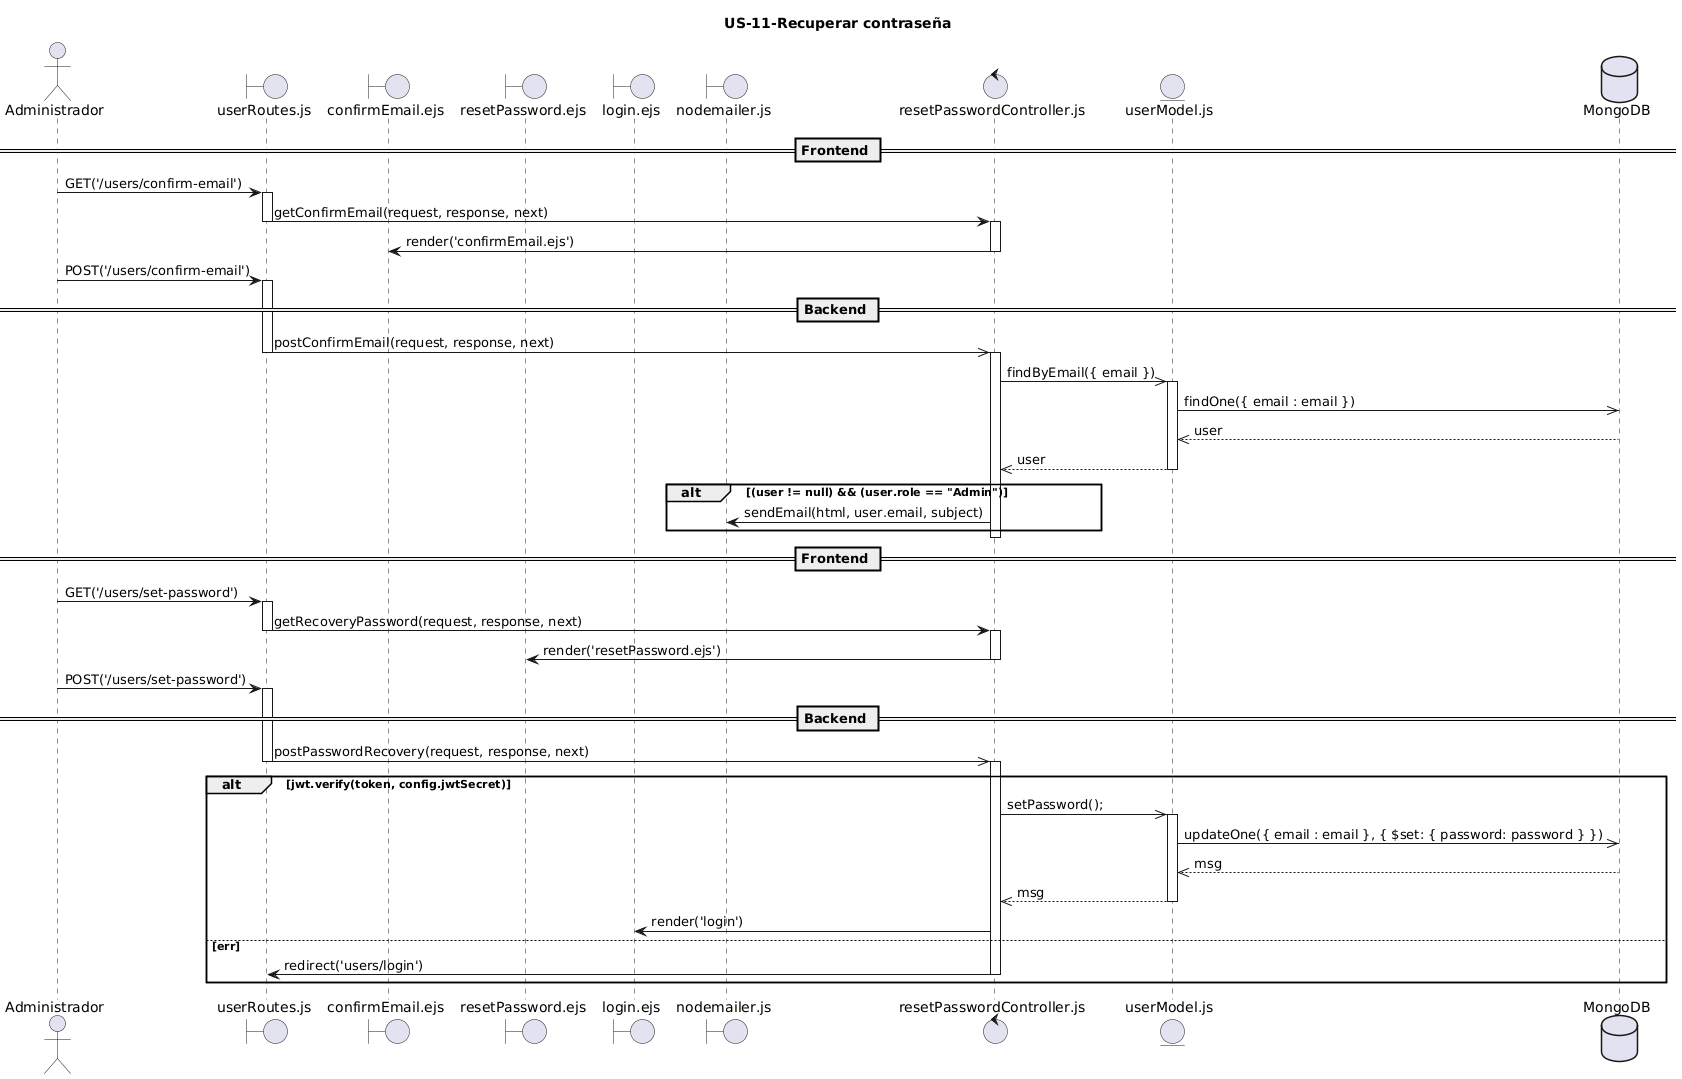 US-11-Recuperar contraseña
Administrador
userRoutes.js
confirmEmail.ejs
resetPassword.ejs
login.ejs
nodemailer.js
resetPasswordController.js
userModel.js
MongoDB
Frontend
GET('/users/confirm-email')
getConfirmEmail(request, response, next)
render('confirmEmail.ejs')
POST('/users/confirm-email')
Backend
postConfirmEmail(request, response, next)
findByEmail({ email })
findOne({ email : email })
user
user
alt
[(user != null) && (user.role == "Admin")]
sendEmail(html, user.email, subject)
Frontend
GET('/users/set-password')
getRecoveryPassword(request, response, next)
render('resetPassword.ejs')
POST('/users/set-password')
Backend
postPasswordRecovery(request, response, next)
alt
[jwt.verify(token, config.jwtSecret)]
setPassword();
updateOne({ email : email }, { $set: { password: password } })
msg
msg
render('login')
[err]
redirect('users/login')
Administrador
userRoutes.js
confirmEmail.ejs
resetPassword.ejs
login.ejs
nodemailer.js
resetPasswordController.js
userModel.js
MongoDB